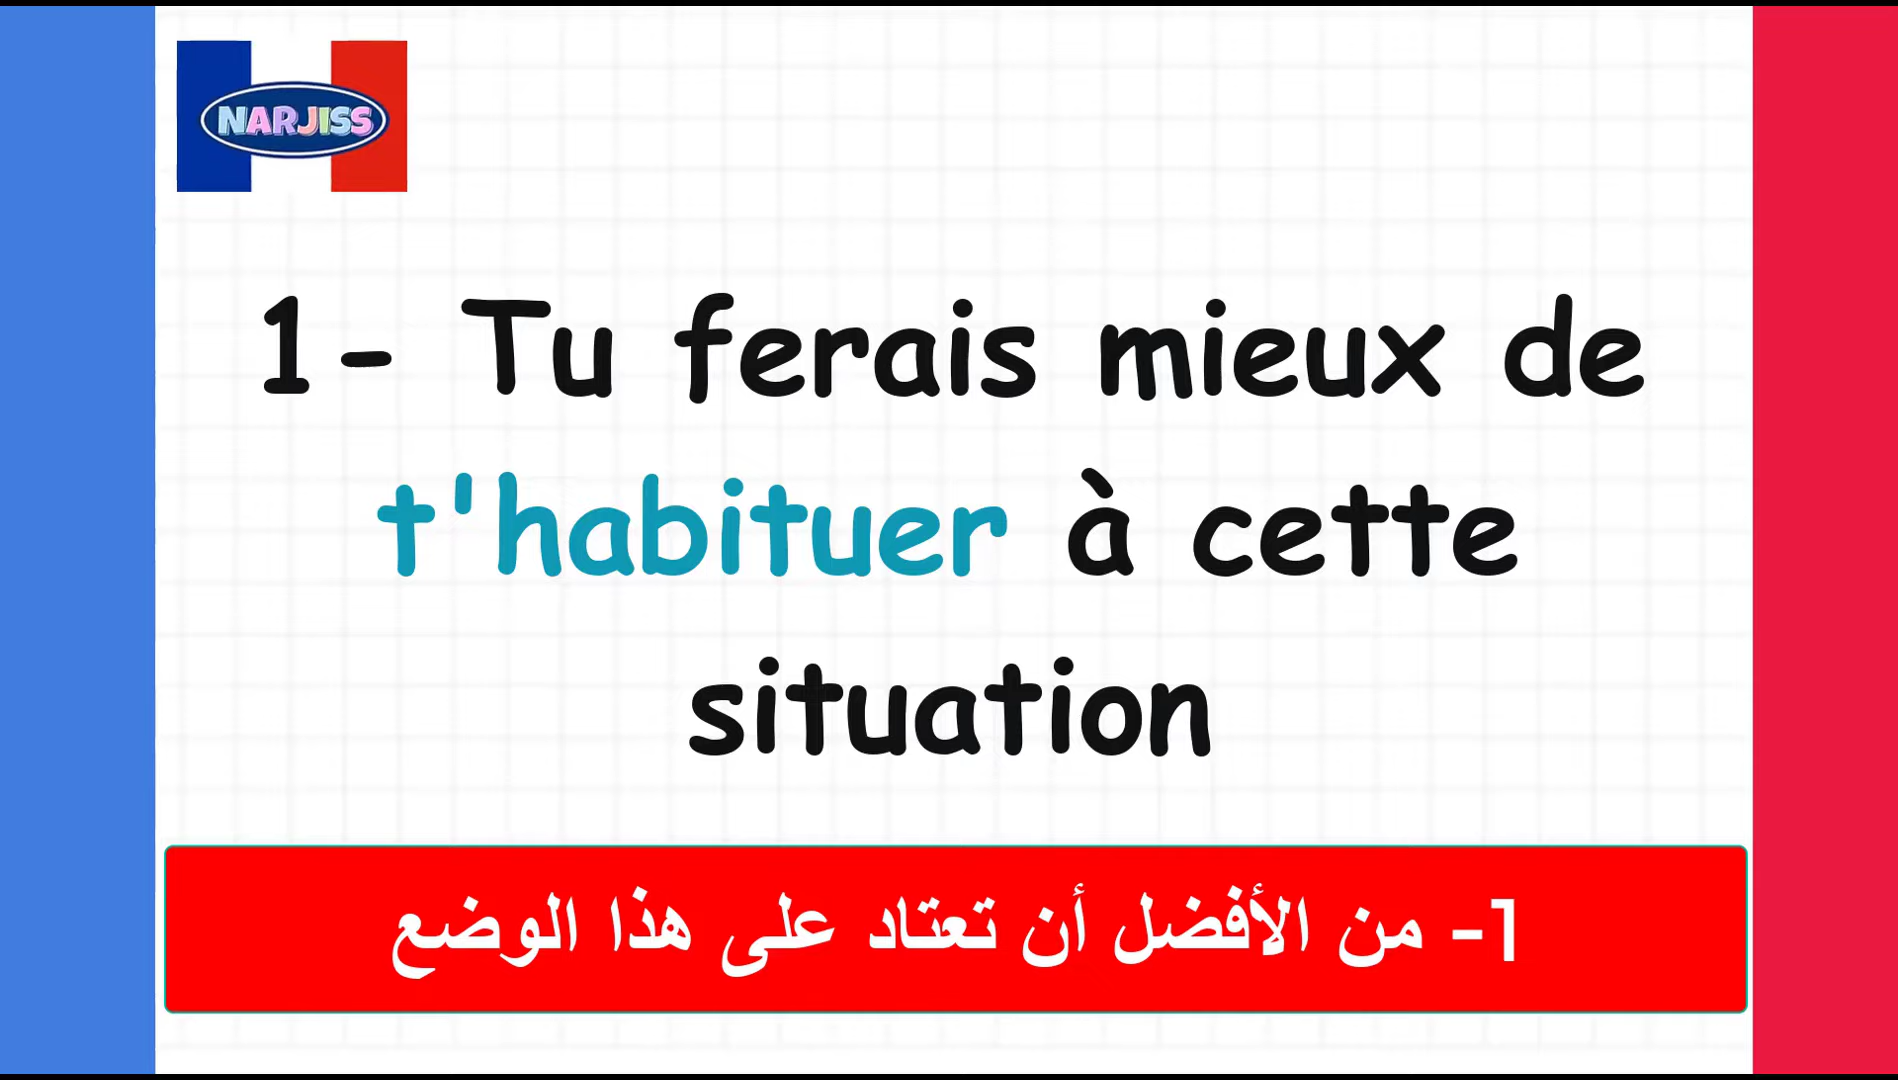 NARJISS
1- Tu ferais mieux de
t'habituer à cette
situation
1- من الأفضل أن تعتاد على هذا الوضع